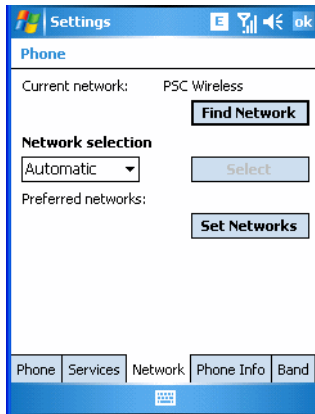 Settings E ok
Phone
Current network: PSC Wireless
Find Network
Network selection
Automatic Select
Preferred networks:
Set Networks
Phone Services Network Phone Info Band